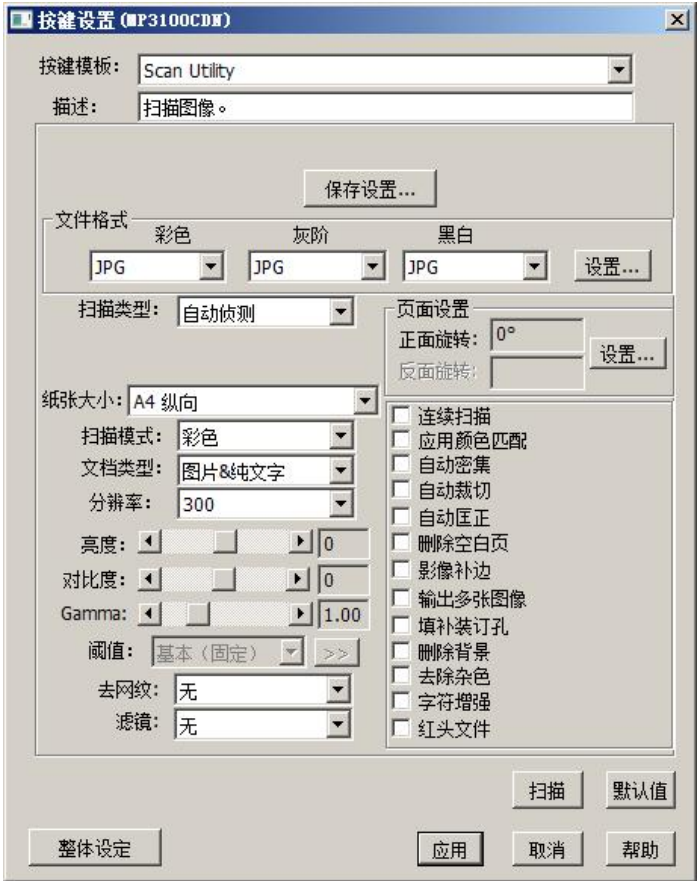 按键设置(MP3100CDN)
按键模板: Scan Utility
描述: 扫描图像。
保存设置...
文件格式
彩色 灰阶 黑白
JPG JPG JPG 设置...
扫描类型: 自动侦测
页面设置
正面旋转: 0°
反面旋转:
设置...
纸张大小: A4 纵向
扫描模式: 彩色
文档类型: 图片&纯文字
分辨率: 300
亮度: 0
对比度: 0
Gamma: 1.00
阈值: 基本（固定） >>
去网纹: 无
滤镜: 无
连续扫描
应用颜色匹配
自动密集
自动裁切
自动匡正
删除空白页
影像补边
输出多张图像
填补装订孔
删除背景
去除杂色
字符增强
红头文件
扫描 默认值
整体设定 应用 取消 帮助